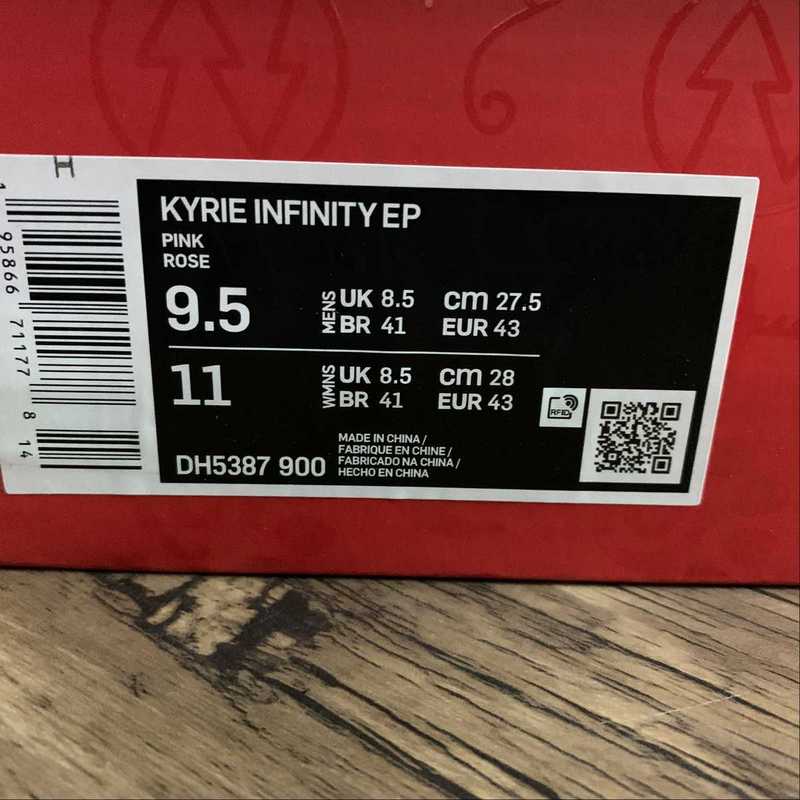 KYRIE INFINITY EP
PINK
ROSE
9.5 MENS UK 8.5 cm 27.5
BR 41 EUR 43
11 WMNS UK 8.5 cm 28
BR 41 EUR 43
RFID
DH5387 900
MADE IN CHINA /
FABRIQUE EN CHINE /
FABRICADO NA CHINA /
HECHO EN CHINA
1 95866 71177 8 14